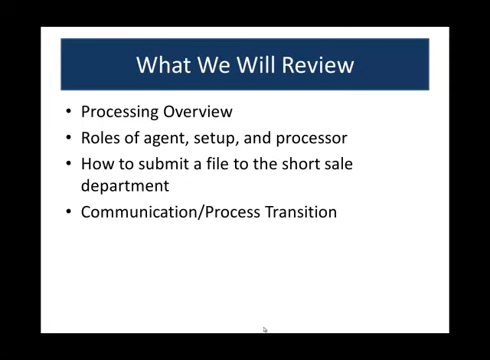 What We Will Review
• Processing Overview
• Roles of agent, setup, and processor
• How to submit a file to the short sale
department
• Communication/Process Transition